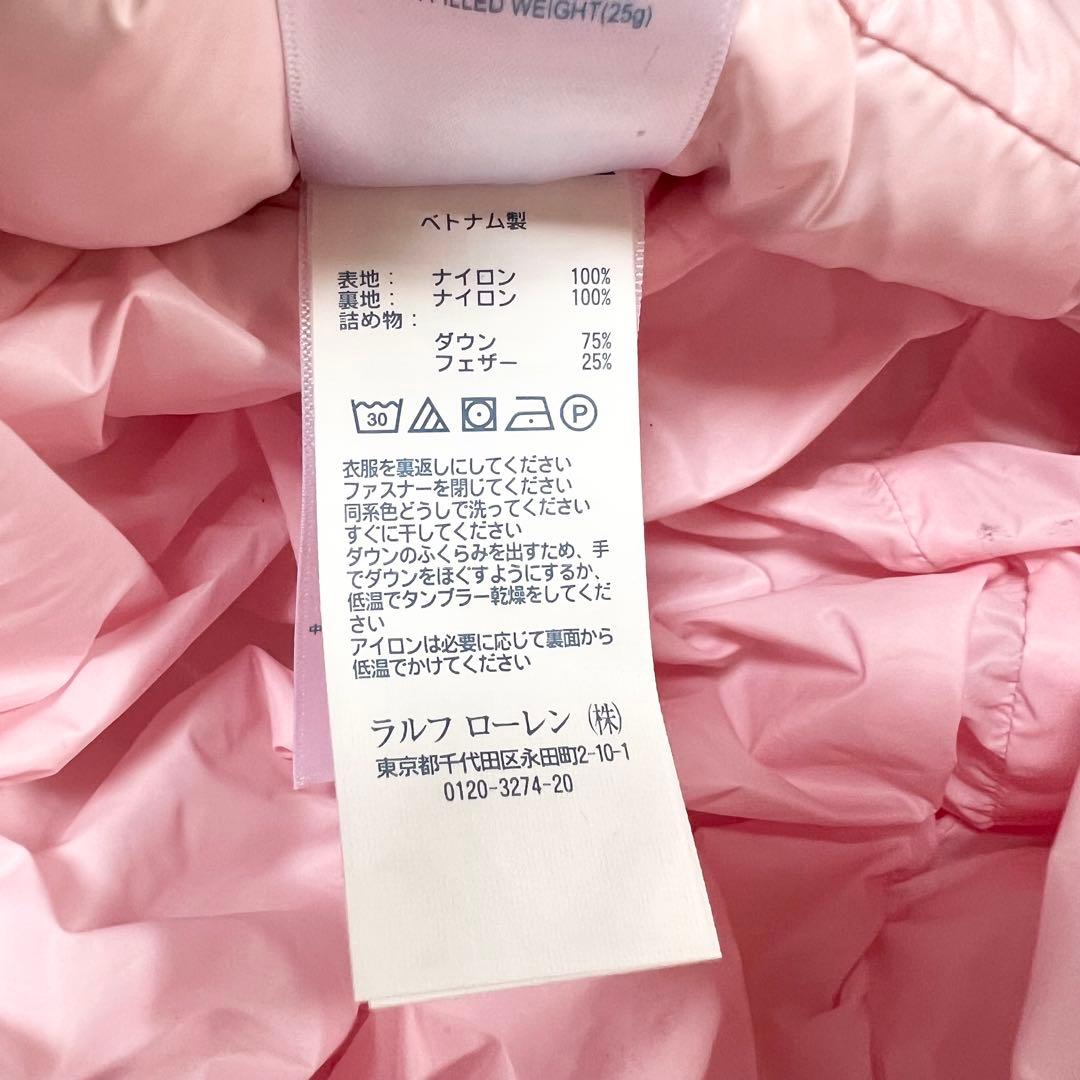 FILLED WEIGHT(25g)
ベトナム製
表地： ナイロン 100%
裏地： ナイロン 100%
詰め物：
ダウン 75%
フェザー 25%
30 P
衣服を裏返しにしてください
ファスナーを閉じてください
同系色どうしで洗ってください
すぐに干してください
ダウンのふくらみを出すため、手
でダウンをほぐすようにするか、
低温でタンブラー乾燥をしてくだ
さい
アイロンは必要に応じて裏面から
低温でかけてください
中
ラルフ ローレン ㈱
東京都千代田区永田町2-10-1
0120-3274-20